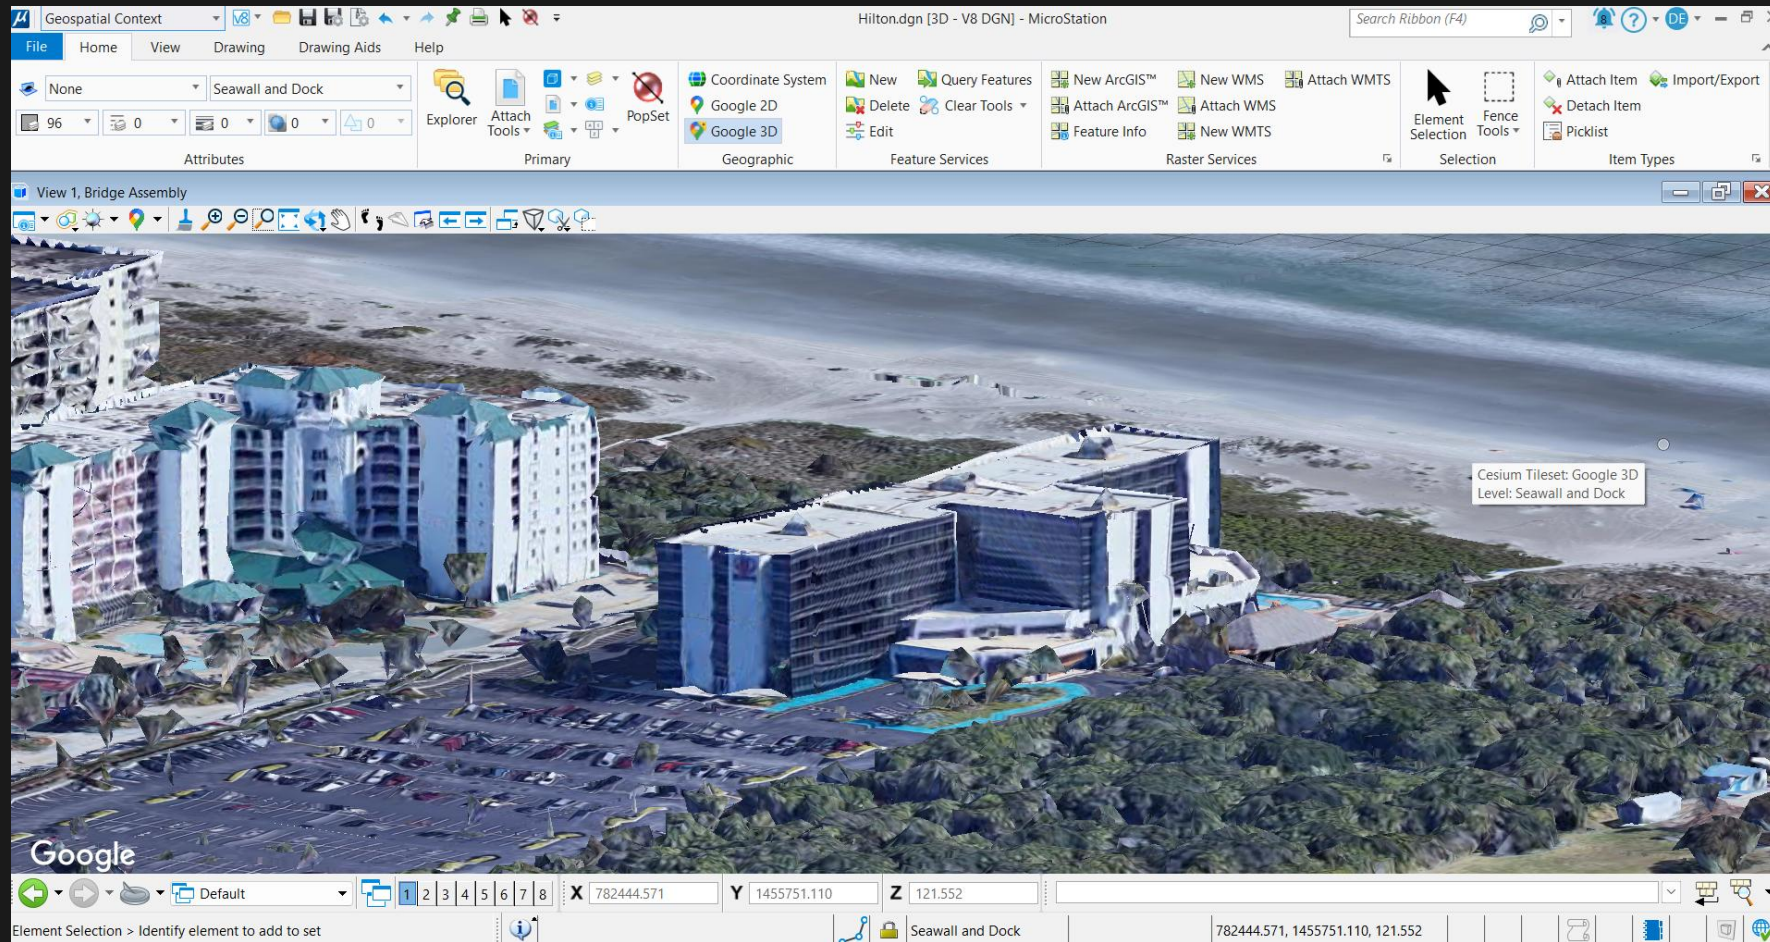 Geospatial Context
V8
Hilton.dgn [3D - V8 DGN] - MicroStation
Search Ribbon (F4)
8
?
DE
File
Home
View
Drawing
Drawing Aids
Help
None
Seawall and Dock
96
0
0
0
0
Attributes
Explorer
Attach
Tools
PopSet
Primary
Coordinate System
Google 2D
Google 3D
Geographic
New
Query Features
Delete
Clear Tools
Edit
Feature Services
New ArcGIS™
New WMS
Attach WMTS
Attach ArcGIS™
Attach WMS
Feature Info
New WMTS
Raster Services
Element
Selection
Fence
Tools
Selection
Attach Item
Import/Export
Detach Item
Picklist
Item Types
View 1, Bridge Assembly
Cesium Tileset: Google 3D
Level: Seawall and Dock
Google
Default
1 2 3 4 5 6 7 8
X 782444.571
Y 1455751.110
Z 121.552
Element Selection > Identify element to add to set
Seawall and Dock
782444.571, 1455751.110, 121.552